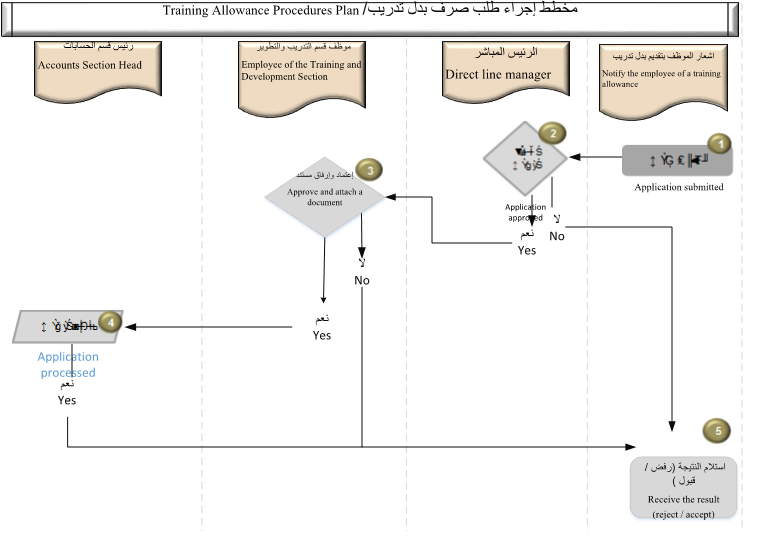 Training Allowance Procedures Plan /مخطط إجراء طلب صرف بدل تدريب
رئيس قسم الحسابات
Accounts Section Head
موظف قسم التدريب والتطوير
Employee of the Training and
Development Section
الرئيس المباشر
Direct line manager
اشعار الموظف بتقديم بدل تدريب
Notify the employee of a training
allowance
1
Application submitted
2
Application
approved
نعم
Yes
لا
No
3
إعتماد وإرفاق مستند
Approve and attach a
document
لا
No
نعم
Yes
4
Application
processed
نعم
Yes
5
استلام النتيجة (رفض /
قبول )
Receive the result
(reject / accept)